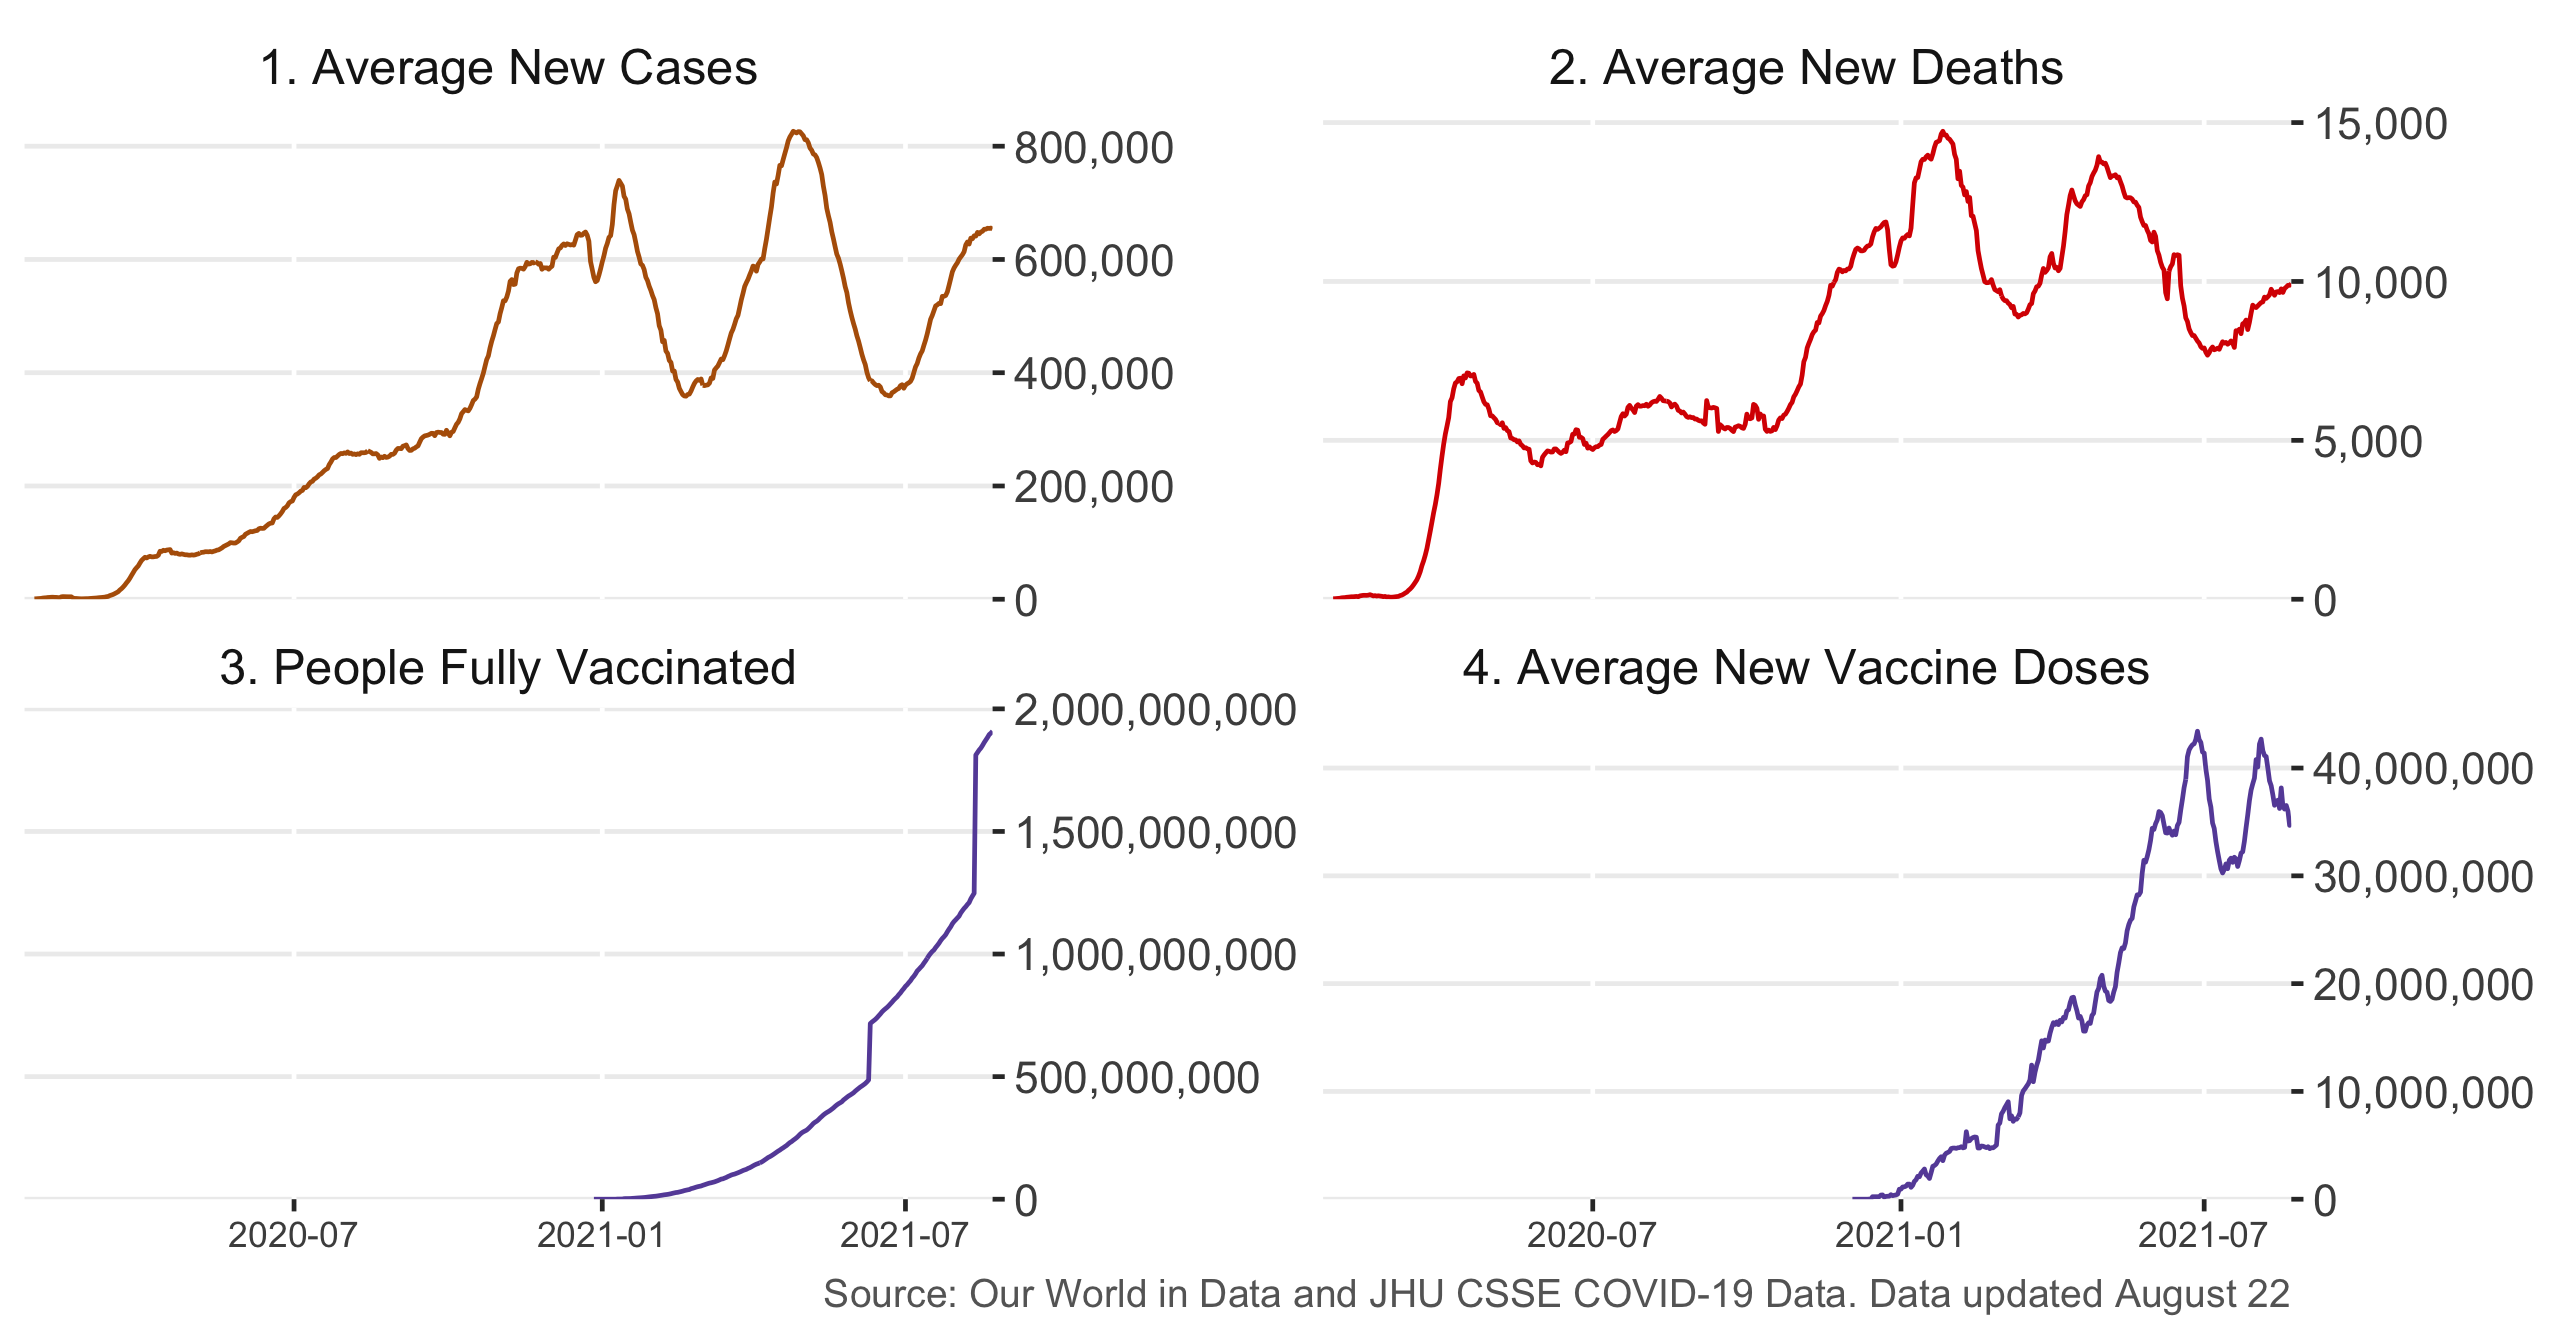 1. Average New Cases
800,000
600,000
400,000
200,000
0
2. Average New Deaths
15,000
10,000
5,000
0
3. People Fully Vaccinated
2,000,000,000
1,500,000,000
1,000,000,000
500,000,000
0
2020-07 2021-01 2021-07
4. Average New Vaccine Doses
40,000,000
30,000,000
20,000,000
10,000,000
0
2020-07 2021-01 2021-07
Source: Our World in Data and JHU CSSE COVID-19 Data. Data updated August 22